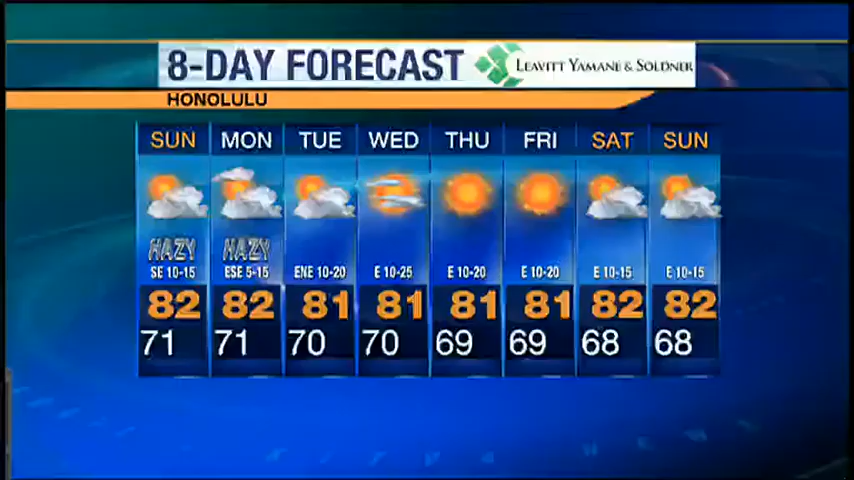 8-DAY FORECAST
LEAVITT YAMANE & SOLDNER
HONOLULU
SUN MON TUE WED THU FRI SAT SUN
HAZY HAZY
SE 10-15 ESE 5-15 ENE 10-20 E 10-25 E 10-20 E 10-20 E 10-15 E 10-15
82 82 81 81 81 81 82 82
71 71 70 70 69 69 68 68